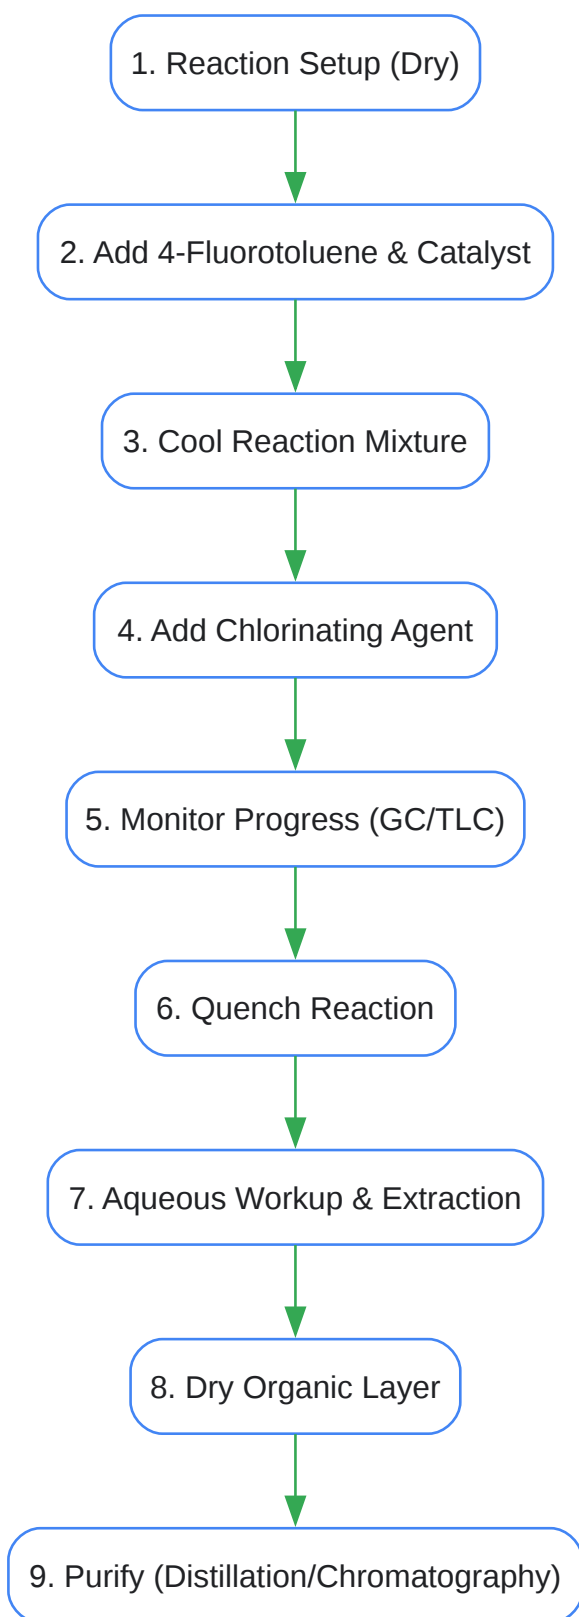 1. Reaction Setup (Dry)
2. Add 4-Fluorotoluene & Catalyst
3. Cool Reaction Mixture
4. Add Chlorinating Agent
5. Monitor Progress (GC/TLC)
6. Quench Reaction
7. Aqueous Workup & Extraction
8. Dry Organic Layer
9. Purify (Distillation/Chromatography)